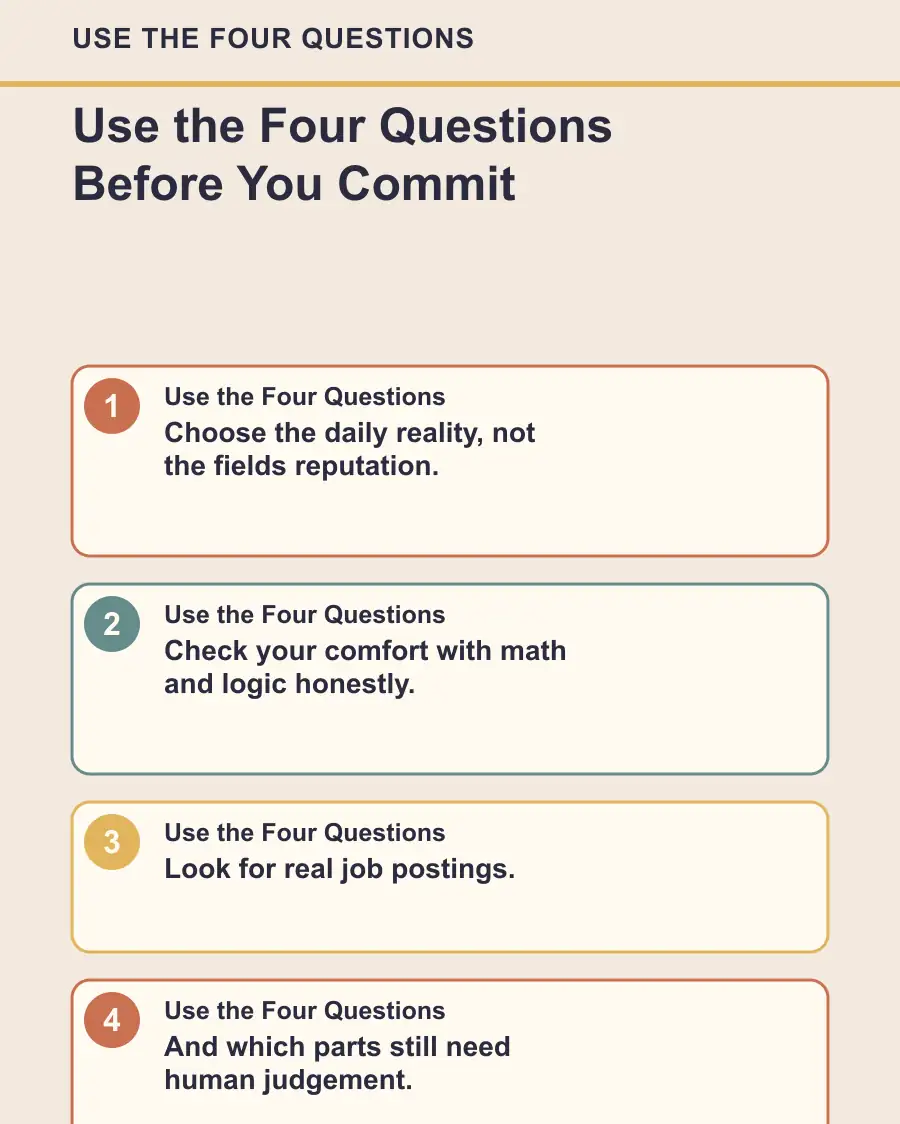 USE THE FOUR QUESTIONS
Use the Four Questions
Before You Commit
1
Use the Four Questions
Choose the daily reality, not
the fields reputation.
2
Use the Four Questions
Check your comfort with math
and logic honestly.
3
Use the Four Questions
Look for real job postings.
4
Use the Four Questions
And which parts still need
human judgement.